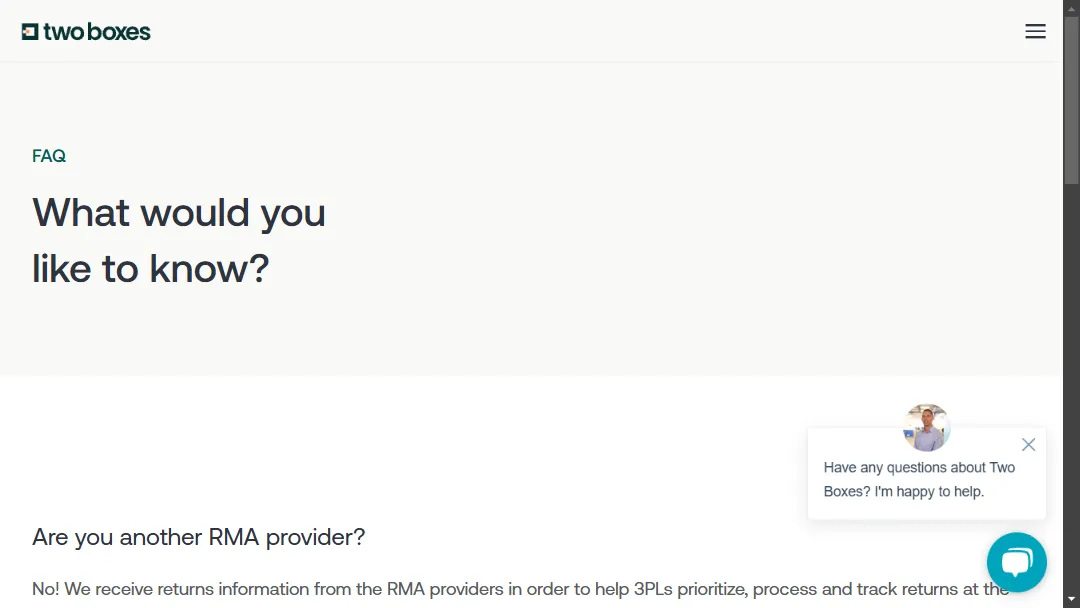 two boxes
FAQ
What would you
like to know?
Have any questions about Two
Boxes? I'm happy to help.
Are you another RMA provider?
No! We receive returns information from the RMA providers in order to help 3PLs prioritize, process and track returns at the